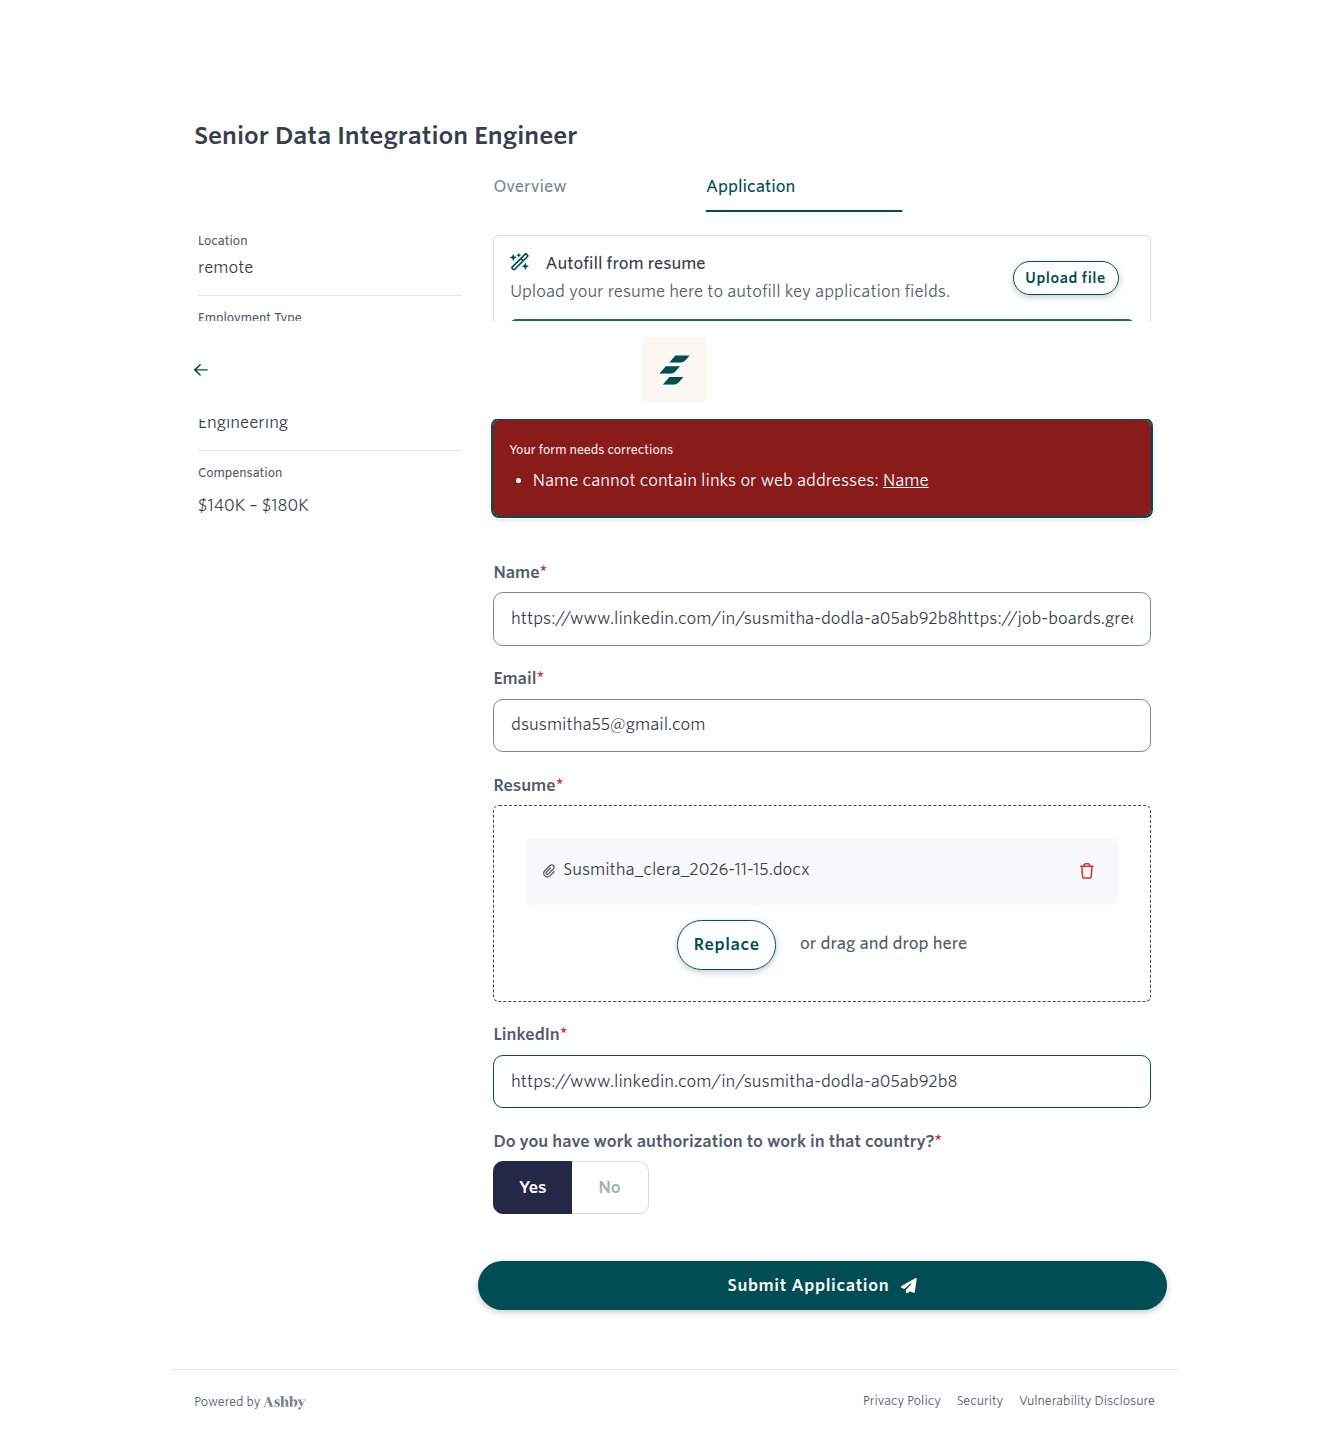 Senior Data Integration Engineer
Overview
Application
Location
remote
Employment Type
Engineering
Compensation
$140K – $180K
Autofill from resume
Upload your resume here to autofill key application fields.
Upload file
Your form needs corrections
• Name cannot contain links or web addresses: Name
Name*
https://www.linkedin.com/in/susmitha-dodla-a05ab92b8https://job-boards.gree
Email*
dsusmitha55@gmail.com
Resume*
Susmitha_clera_2026-11-15.docx
Replace
or drag and drop here
LinkedIn*
https://www.linkedin.com/in/susmitha-dodla-a05ab92b8
Do you have work authorization to work in that country?*
Yes
No
Submit Application
Powered by Ashby
Privacy Policy
Security
Vulnerability Disclosure